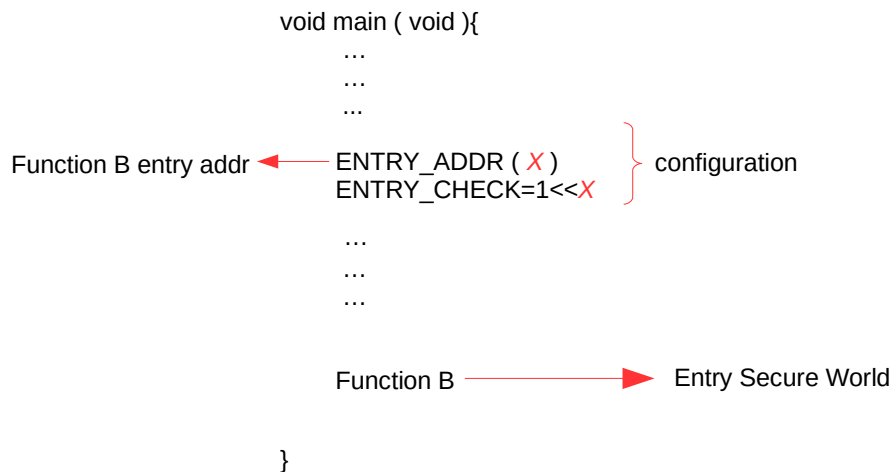 void main ( void ){
...
...
...
Function B entry addr
ENTRY_ADDR ( X )
configuration
ENTRY_CHECK=1<<X
...
...
...
Function B
Entry Secure World
}